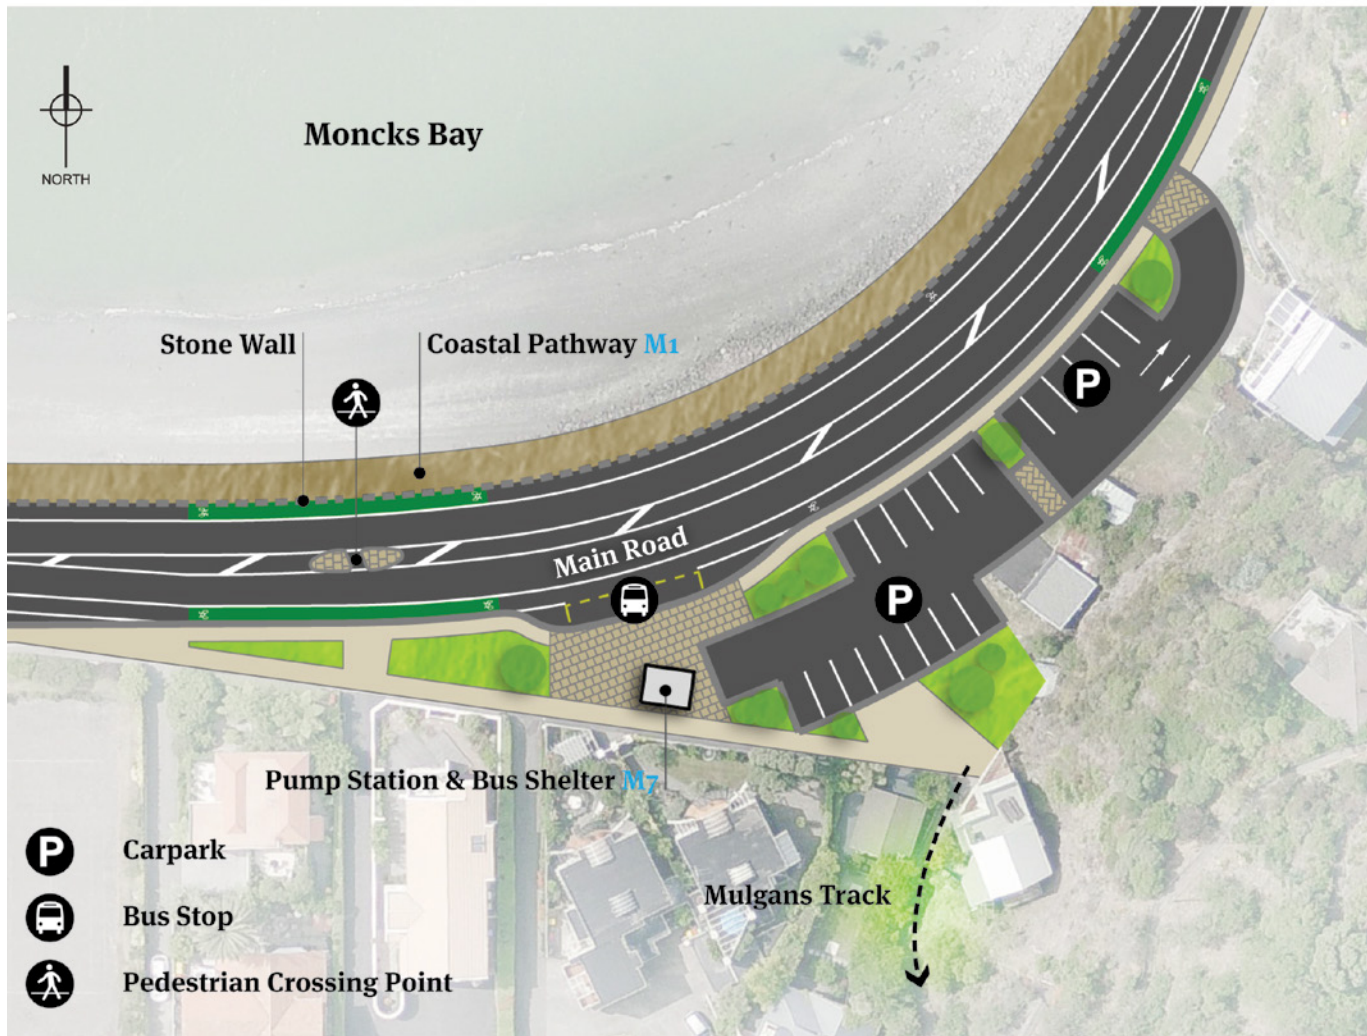 Moncks Bay
NORTH
Stone Wall
Coastal Pathway M1
Main Road
P
P
Pump Station & Bus Shelter M7
Mulgans Track
P Carpark
Bus Stop
Pedestrian Crossing Point